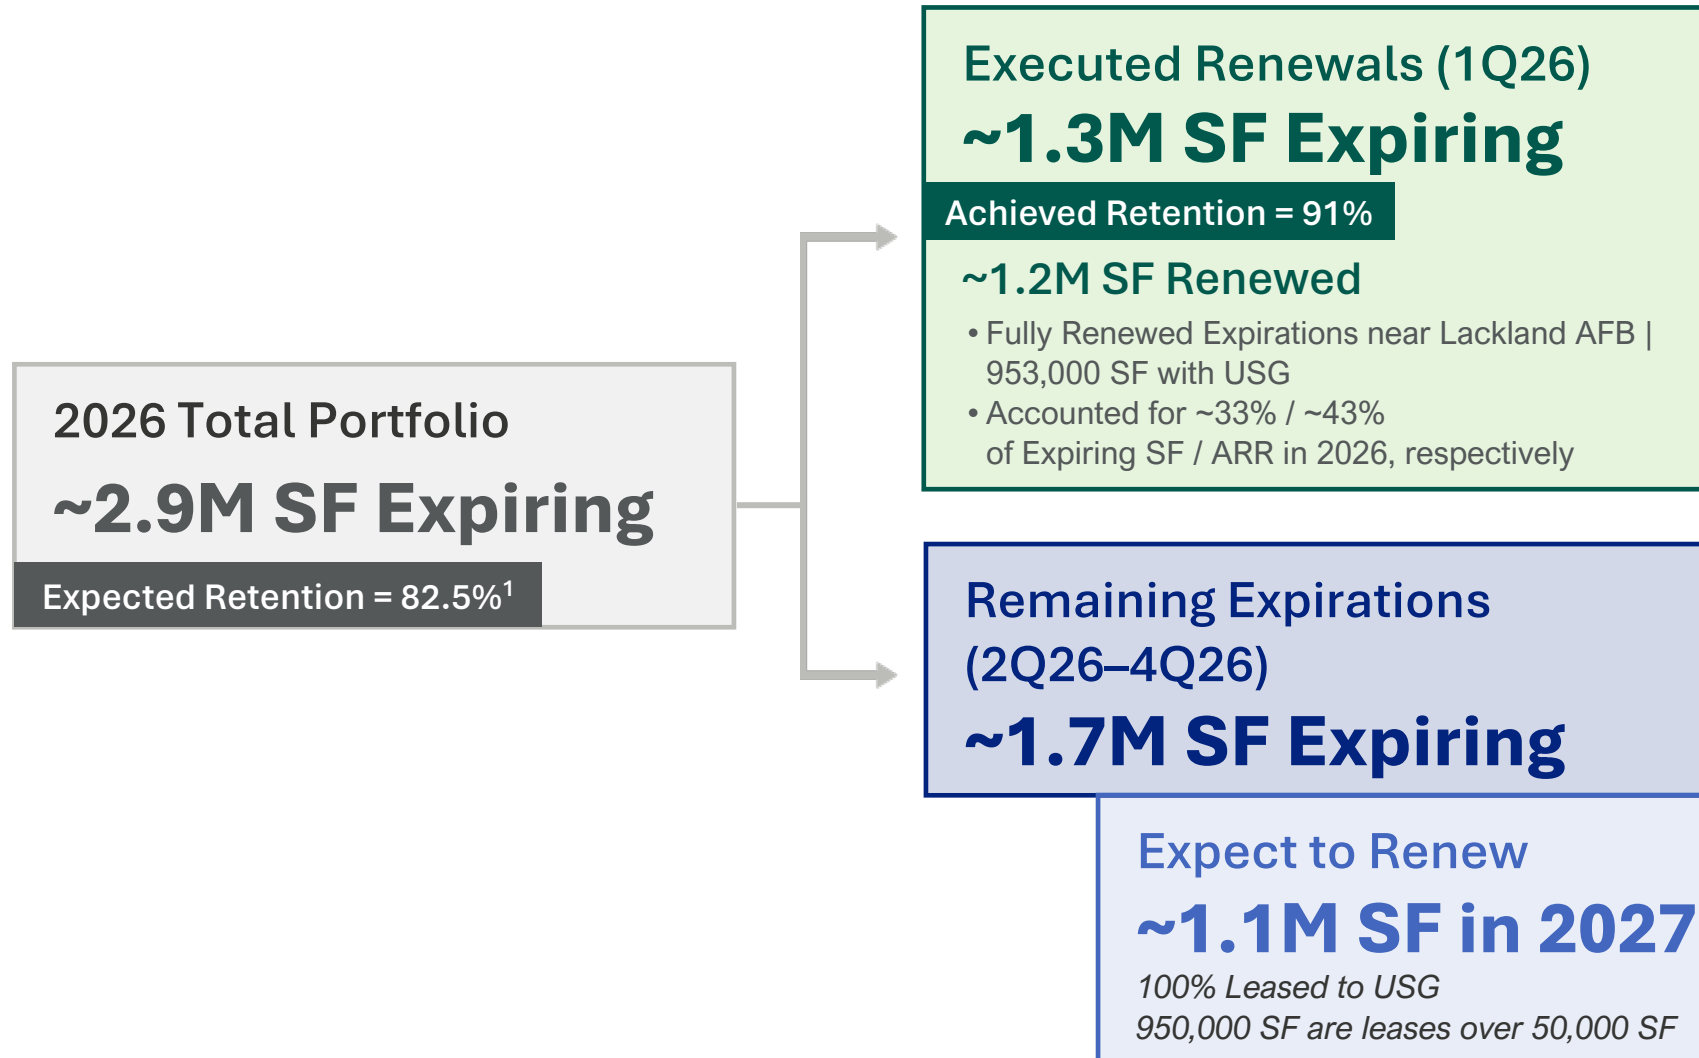 2026 Total Portfolio
~2.9M SF Expiring
Expected Retention = 82.5%¹
Executed Renewals (1Q26)
~1.3M SF Expiring
Achieved Retention = 91%
~1.2M SF Renewed
• Fully Renewed Expirations near Lackland AFB |
953,000 SF with USG
• Accounted for ~33% / ~43%
of Expiring SF / ARR in 2026, respectively
Remaining Expirations
(2Q26–4Q26)
~1.7M SF Expiring
Expect to Renew
~1.1M SF in 2027
100% Leased to USG
950,000 SF are leases over 50,000 SF